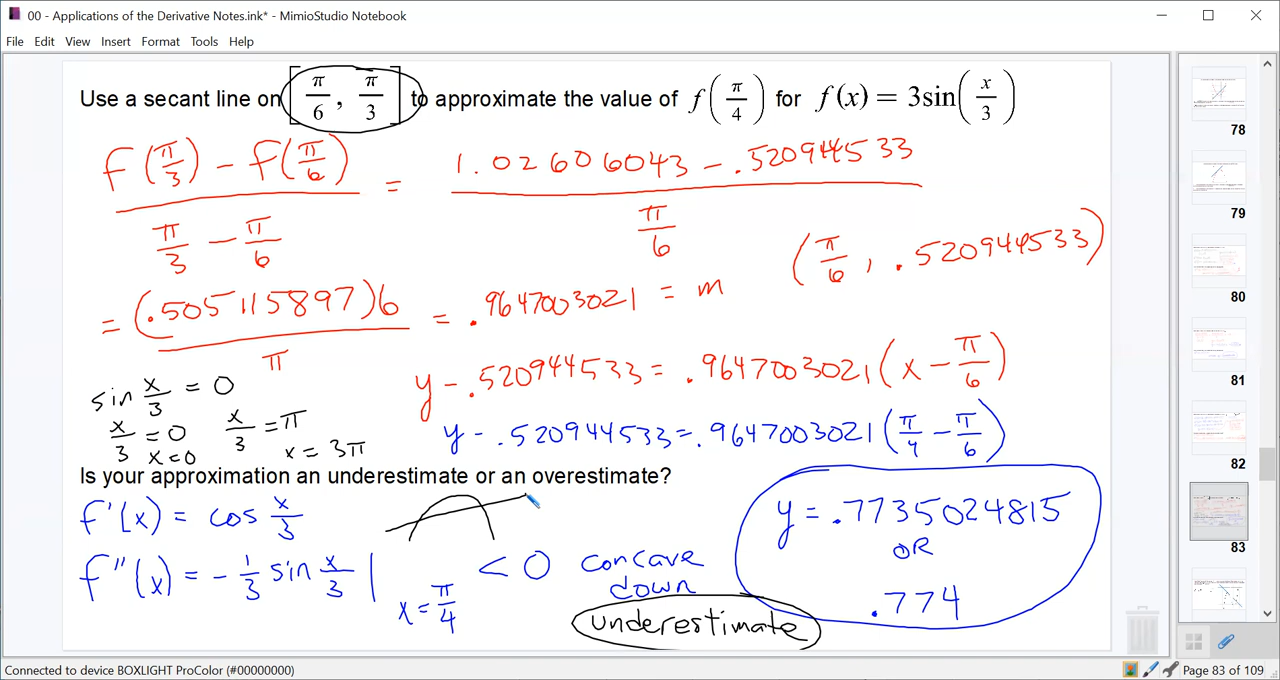 00 - Applications of the Derivative Notes.ink* - MimioStudio Notebook
File Edit View Insert Format Tools Help
Use a secant line on [π/6, π/3] to approximate the value of f(π/4) for f(x) = 3sin(x/3)
(f(π/3) - f(π/6))/(π/3 - π/6) = (1.02606043 - .520944533)/(π/6)
(π/6, .520944533)
= ((.505115897)6)/π = .9647003021 = m
y - .520944533 = .9647003021(x - π/6)
sin x/3 = 0
x/3 = 0 x/3 = π
x = 0 x = 3π
y - .520944533 = .9647003021(π/4 - π/6)
Is your approximation an underestimate or an overestimate?
f'(x) = cos x/3
y = .7735024815
OR
.774
f''(x) = -1/3 sin x/3 | x = π/4 < 0 concave
down
underestimate
78
79
80
81
82
83
Connected to device BOXLIGHT ProColor (#00000000) Page 83 of 109